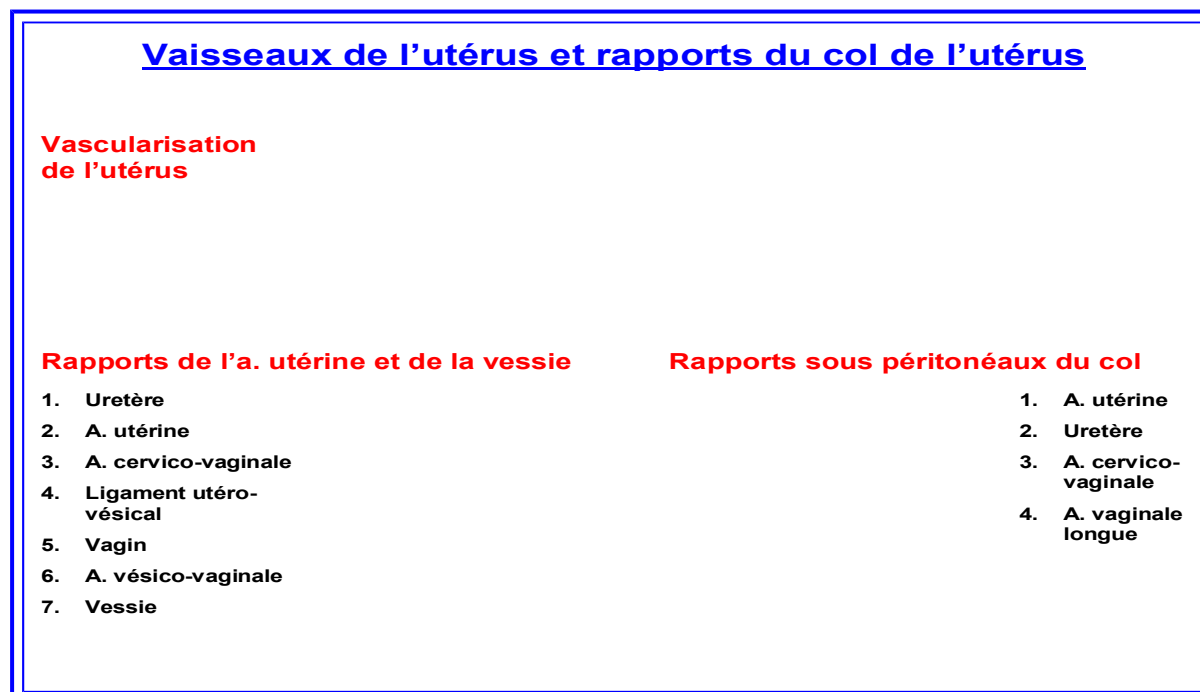 Vaisseaux de l’utérus et rapports du col de l’utérus
Vascularisation
de l’utérus
Rapports de l’a. utérine et de la vessie
1. Uretère
2. A. utérine
3. A. cervico-vaginale
4. Ligament utéro-
vésical
5. Vagin
6. A. vésico-vaginale
7. Vessie
Rapports sous péritonéaux du col
1. A. utérine
2. Uretère
3. A. cervico-
vaginale
4. A. vaginale
longue